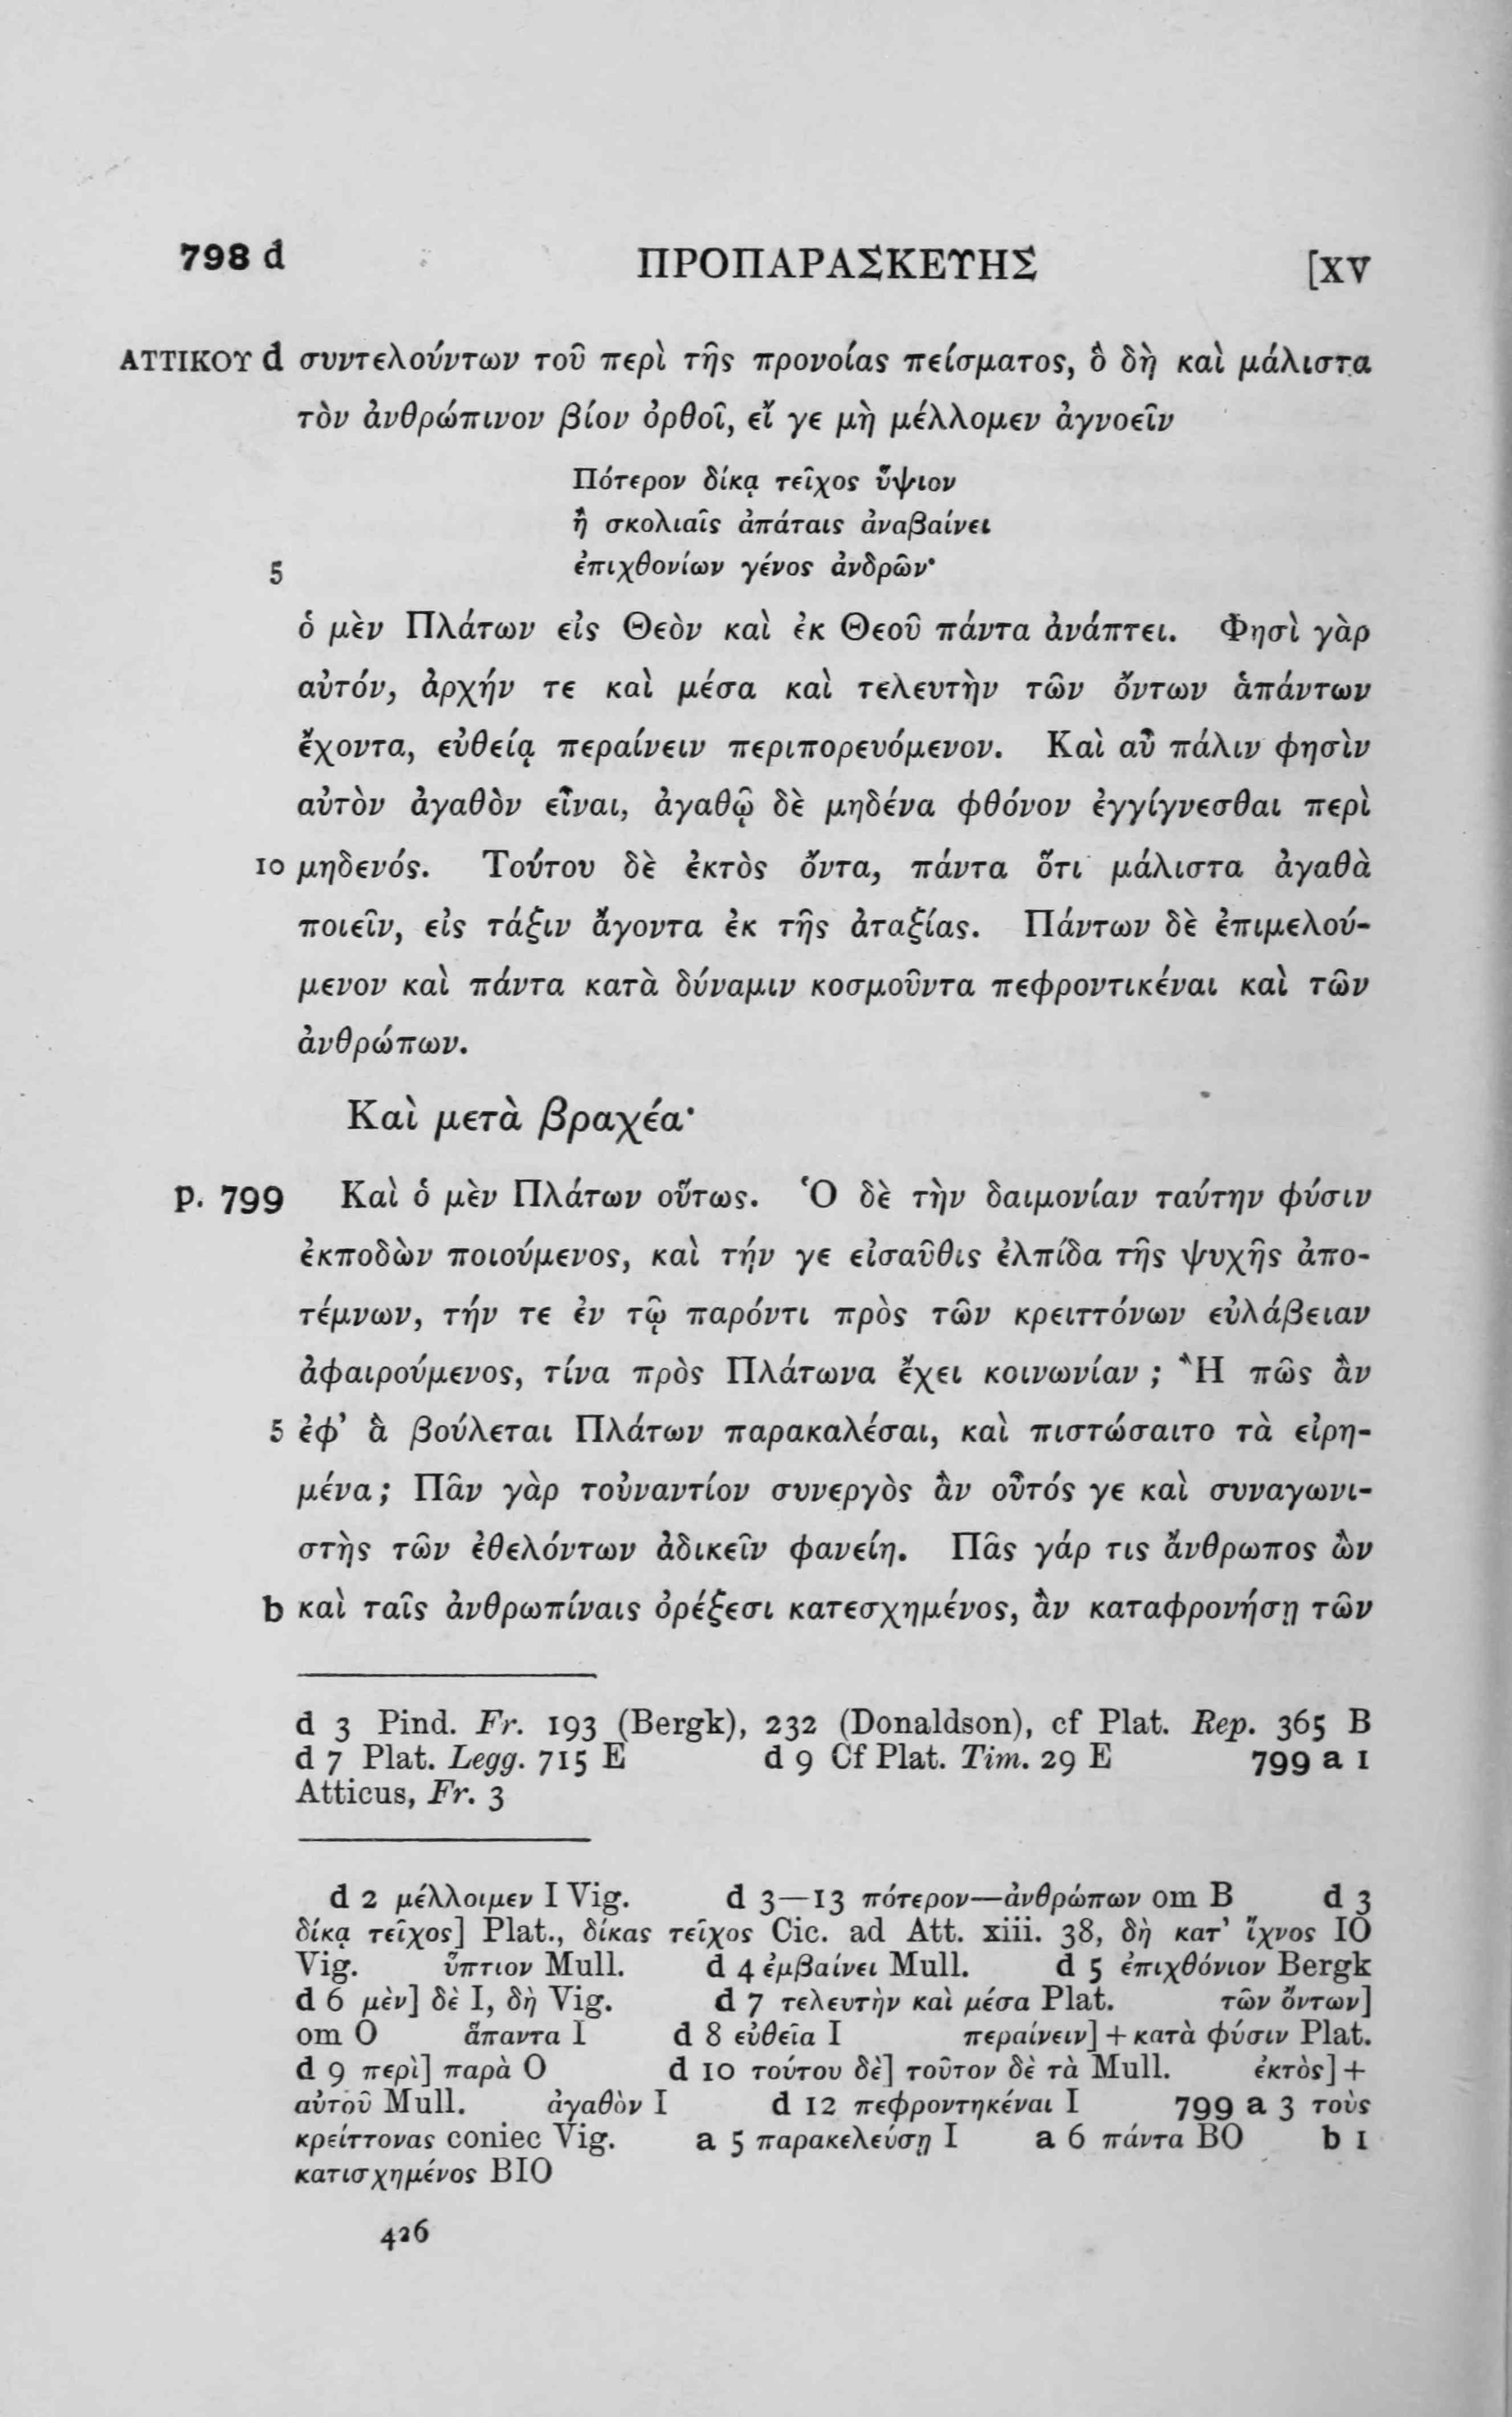 798 d ΠΡΟΠΑΡΑΣΚΕΥΗΣ [XV
ΑΤΤΙΚΟΥ d συντελούντων τοῦ περὶ τῆς προνοίας πείσματος, ὃ δὴ καὶ μάλιστα
τὸν ἀνθρώπινον βίον ὀρθοῖ, εἴ γε μὴ μέλλομεν ἀγνοεῖν
Πότερον δίκᾳ τεῖχος ὕψιον
ἢ σκολιαῖς ἀπάταις ἀναβαίνει
5 ἐπιχθονίων γένος ἀνδρῶν·
ὁ μὲν Πλάτων εἰς Θεὸν καὶ ἐκ Θεοῦ πάντα ἀνάπτει. Φησὶ γὰρ
αὐτόν, ἀρχήν τε καὶ μέσα καὶ τελευτὴν τῶν ὄντων ἁπάντων
ἔχοντα, εὐθείᾳ περαίνειν περιπορευόμενον. Καὶ αὖ πάλιν φησὶν
αὐτὸν ἀγαθὸν εἶναι, ἀγαθῷ δὲ μηδένα φθόνον ἐγγίγνεσθαι περὶ
10 μηδενός. Τούτου δὲ ἐκτὸς ὄντα, πάντα ὅτι μάλιστα ἀγαθὰ
ποιεῖν, εἰς τάξιν ἄγοντα ἐκ τῆς ἀταξίας. Πάντων δὲ ἐπιμελού-
μενον καὶ πάντα κατὰ δύναμιν κοσμοῦντα πεφροντικέναι καὶ τῶν
ἀνθρώπων.
Καὶ μετὰ βραχέα·
p. 799 Καὶ ὁ μὲν Πλάτων οὕτως. Ὁ δὲ τὴν δαιμονίαν ταύτην φύσιν
ἐκποδὼν ποιούμενος, καὶ τήν γε εἰσαῦθις ἐλπίδα τῆς ψυχῆς ἀπο-
τέμνων, τήν τε ἐν τῷ παρόντι πρὸς τῶν κρειττόνων εὐλάβειαν
ἀφαιρούμενος, τίνα πρὸς Πλάτωνα ἔχει κοινωνίαν ; Ἢ πῶς ἂν
5 ἐφ’ ἃ βούλεται Πλάτων παρακαλέσαι, καὶ πιστώσαιτο τὰ εἰρη-
μένα; Πᾶν γὰρ τοὐναντίον συνεργὸς ἂν οὗτός γε καὶ συναγωνι-
στὴς τῶν ἐθελόντων ἀδικεῖν φανείη. Πᾶς γάρ τις ἄνθρωπος ὢν
b καὶ ταῖς ἀνθρωπίναις ὀρέξεσι κατεσχημένος, ἂν καταφρονήσῃ τῶν
d 3 Pind. Fr. 193 (Bergk), 232 (Donaldson), cf Plat. Rep. 365 B
d 7 Plat. Legg. 715 E d 9 Cf Plat. Tim. 29 E 799 a 1
Atticus, Fr. 3
d 2 μέλλοιμεν I Vig. d 3—13 πότερον—ἀνθρώπων om B d 3
δίκᾳ τεῖχος] Plat., δίκας τεῖχος Cic. ad Att. xiii. 38, δὴ κατ’ ἴχνος IO
Vig. ὕπτιον Mull. d 4 ἐμβαίνει Mull. d 5 ἐπιχθόνιον Bergk
d 6 μὲν] δὲ I, δὴ Vig. d 7 τελευτὴν καὶ μέσα Plat. τῶν ὄντων]
om O ἅπαντα I d 8 εὐθεῖα I περαίνειν] + κατὰ φύσιν Plat.
d 9 περὶ] παρὰ O d 10 τούτου δὲ] τοῦτον δὲ τὰ Mull. ἐκτὸς] +
αὐτοῦ Mull. ἀγαθὸν I d 12 πεφροντηκέναι I 799 a 3 τοὺς
κρείττονας coniec Vig. a 5 παρακελεύσῃ I a 6 πάντα BO b 1
κατισχημένος BIO
426